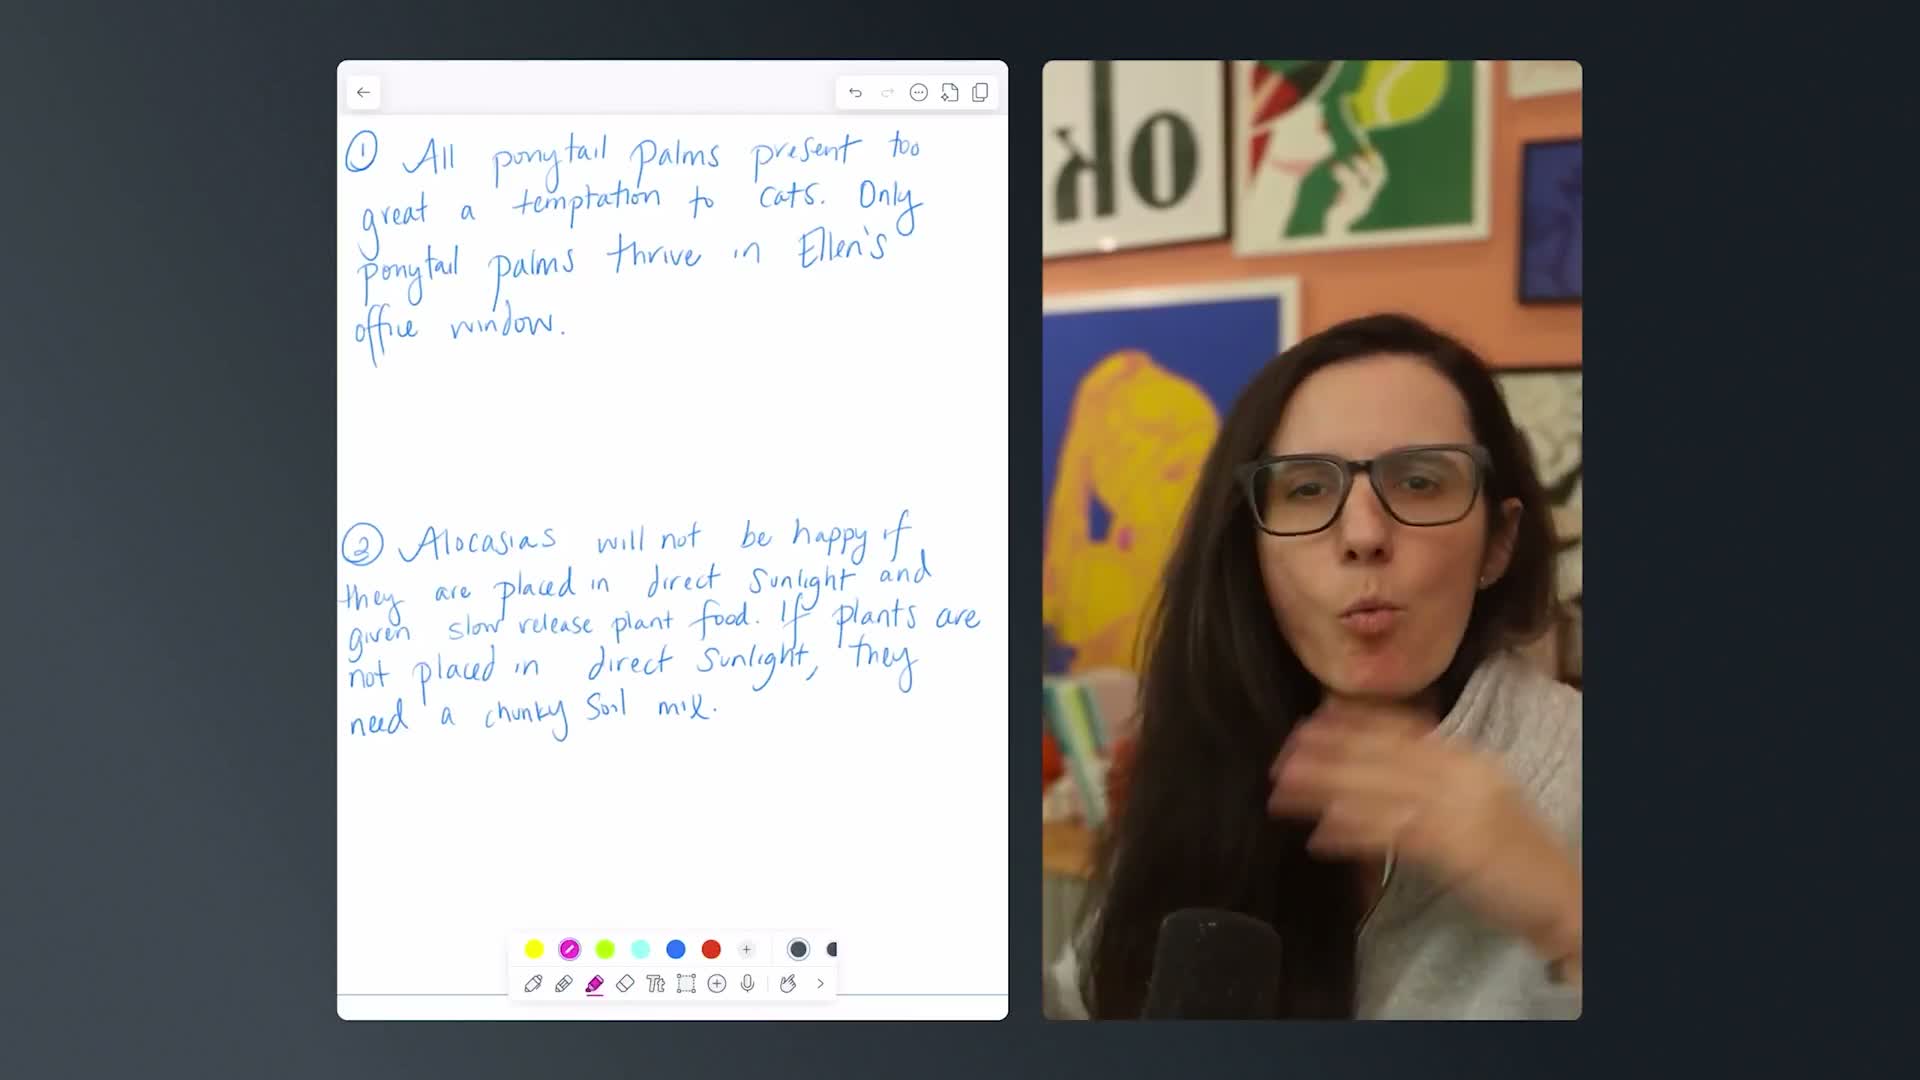 ① All ponytail palms present too
great a temptation to cats. Only
ponytail palms thrive in Ellen's
office window.
② Alocasias will not be happy if
they are placed in direct sunlight and
given slow release plant food. If plants are
not placed in direct sunlight, they
need a chunky soil mix.
Tt
ok